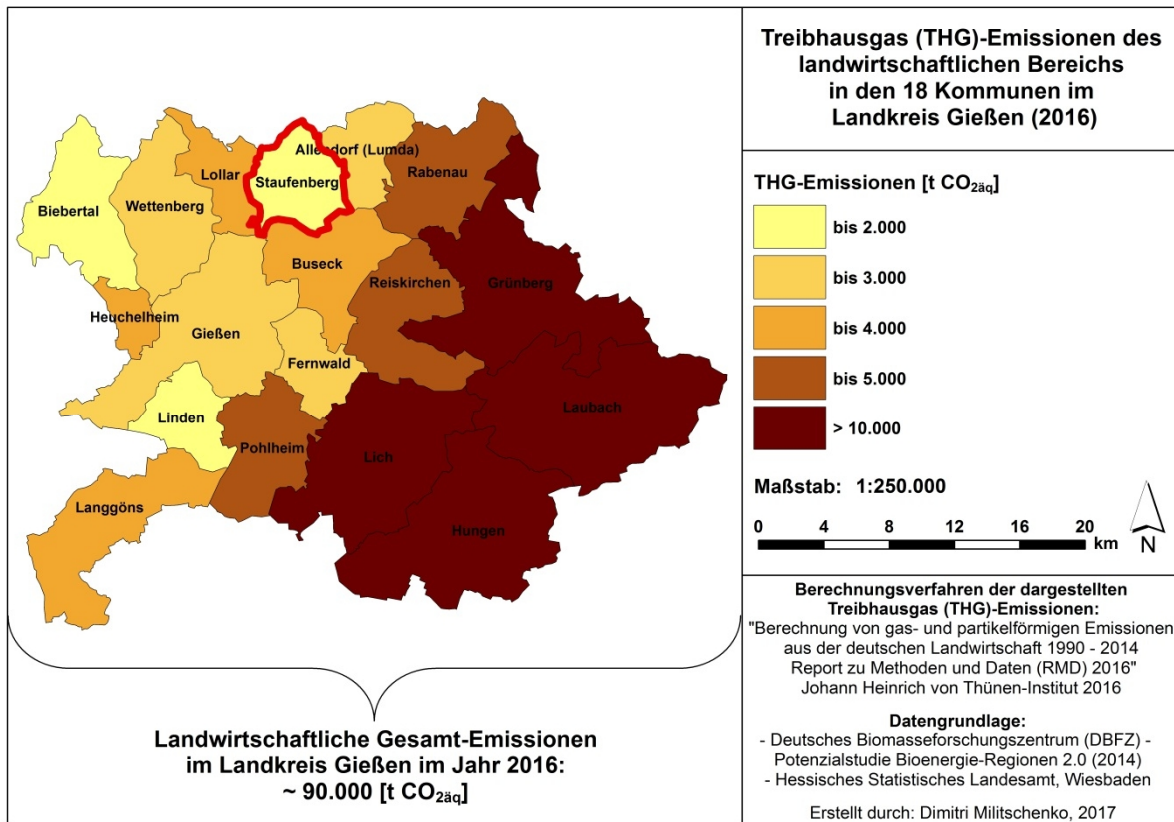 Treibhausgas (THG)-Emissionen des
landwirtschaftlichen Bereichs
in den 18 Kommunen im
Landkreis Gießen (2016)
THG-Emissionen [t CO2äq]
bis 2.000
bis 3.000
bis 4.000
bis 5.000
> 10.000
Maßstab: 1:250.000
0 4 8 12 16 20
km
N
Allendorf (Lumda)
Lollar
Rabenau
Staufenberg
Biebertal
Wettenberg
Buseck
Reiskirchen
Grünberg
Heuchelheim
Gießen
Fernwald
Laubach
Linden
Pohlheim
Lich
Langgöns
Hungen
Landwirtschaftliche Gesamt-Emissionen
im Landkreis Gießen im Jahr 2016:
~ 90.000 [t CO2äq]
Berechnungsverfahren der dargestellten
Treibhausgas (THG)-Emissionen:
"Berechnung von gas- und partikelförmigen Emissionen
aus der deutschen Landwirtschaft 1990 - 2014
Report zu Methoden und Daten (RMD) 2016"
Johann Heinrich von Thünen-Institut 2016
Datengrundlage:
- Deutsches Biomasseforschungszentrum (DBFZ) -
Potenzialstudie Bioenergie-Regionen 2.0 (2014)
- Hessisches Statistisches Landesamt, Wiesbaden
Erstellt durch: Dimitri Militschenko, 2017